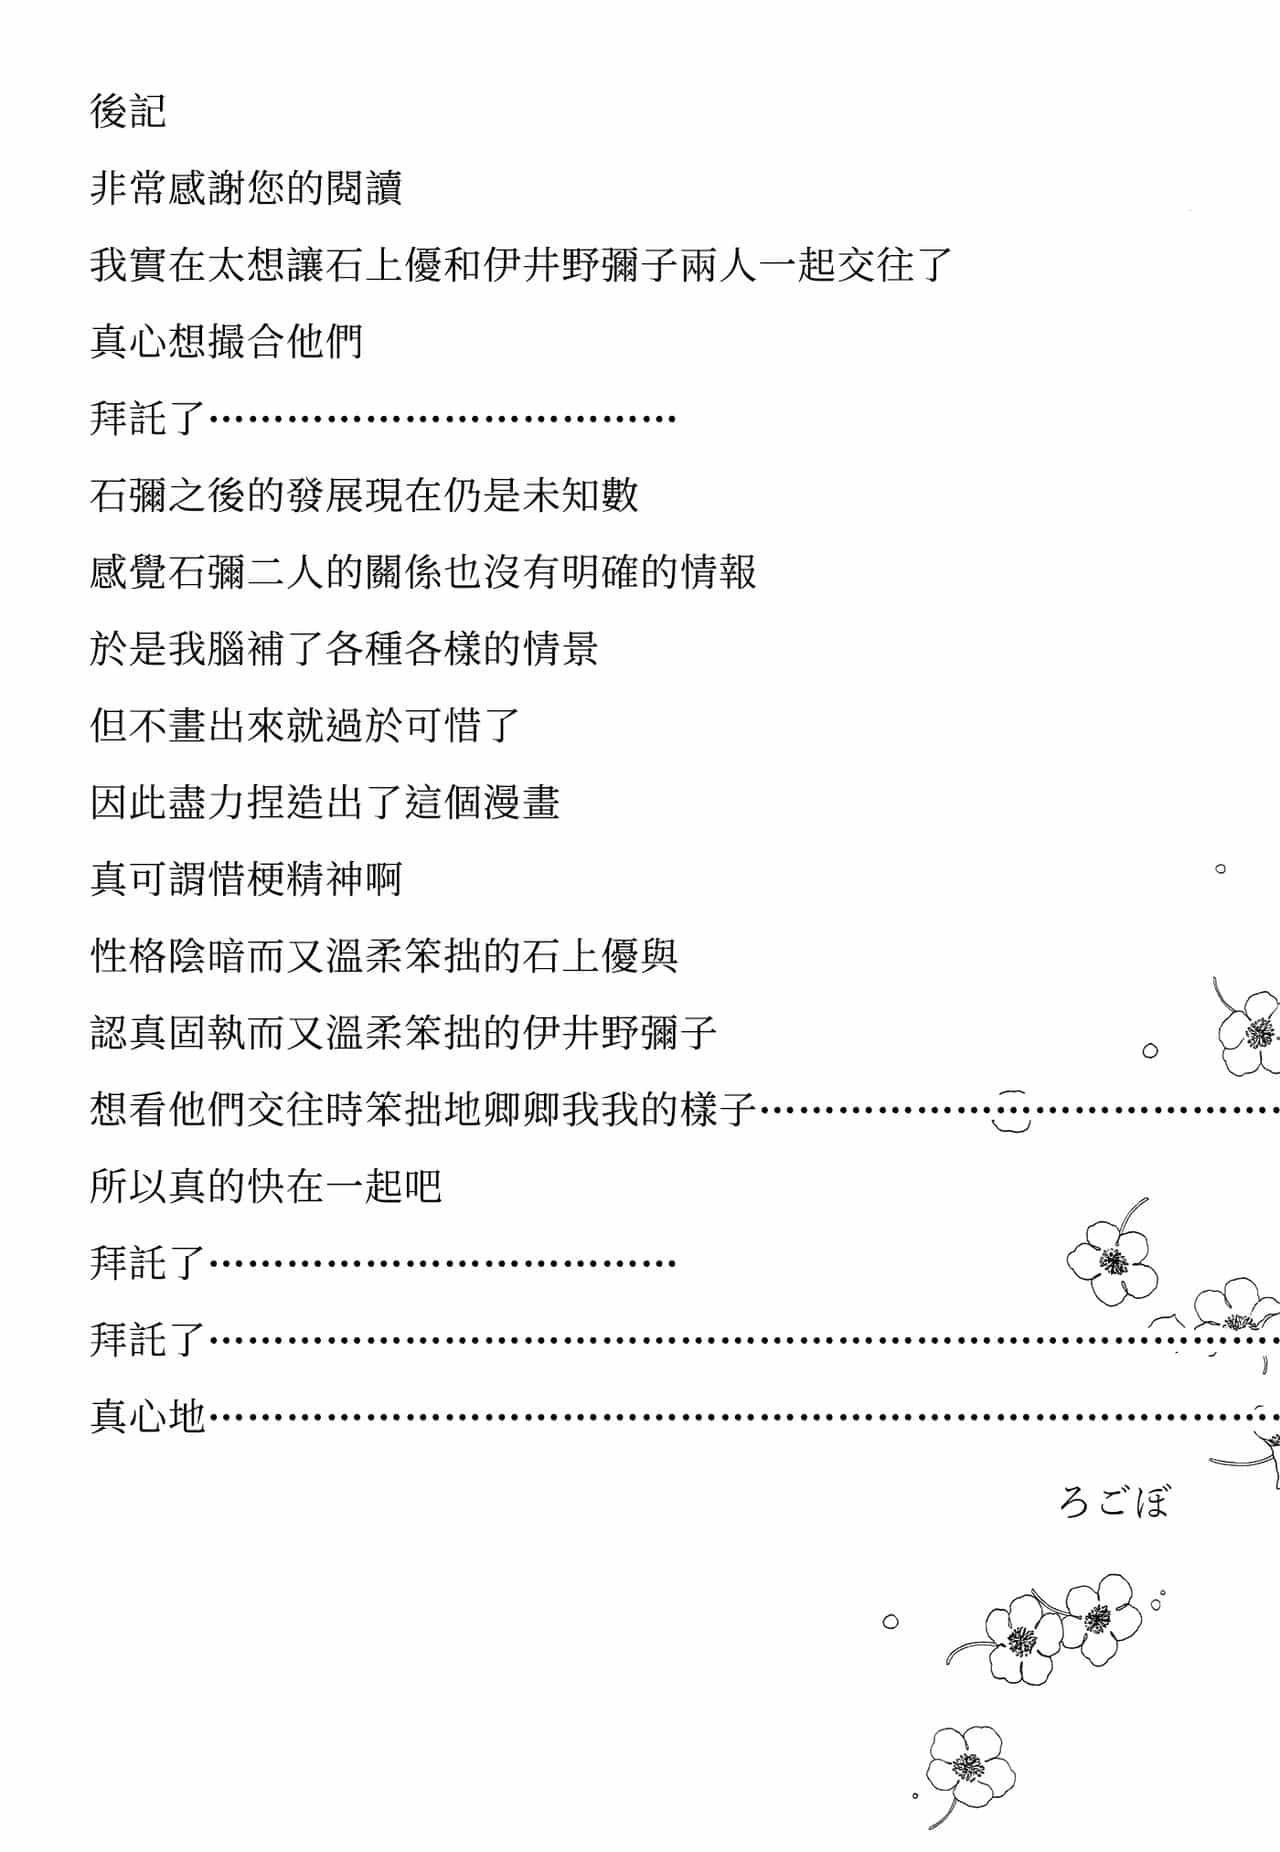 後記
非常感謝您的閱讀
我實在太想讓石上優和伊井野彌子兩人一起交往了
真心想撮合他們
拜託了…………………………………
石彌之後的發展現在仍是未知數
感覺石彌二人的關係也沒有明確的情報
於是我腦補了各種各樣的情景
但不畫出來就過於可惜了
因此盡力捏造出了這個漫畫
真可謂惜梗精神啊
性格陰暗而又溫柔笨拙的石上優與
認真固執而又溫柔笨拙的伊井野彌子
想看他們交往時笨拙地卿卿我我的樣子………………………………………
所以真的快在一起吧
拜託了…………………………………
拜託了………………………………………………………………………………
真心地………………………………………………………………………………
ろごぼ